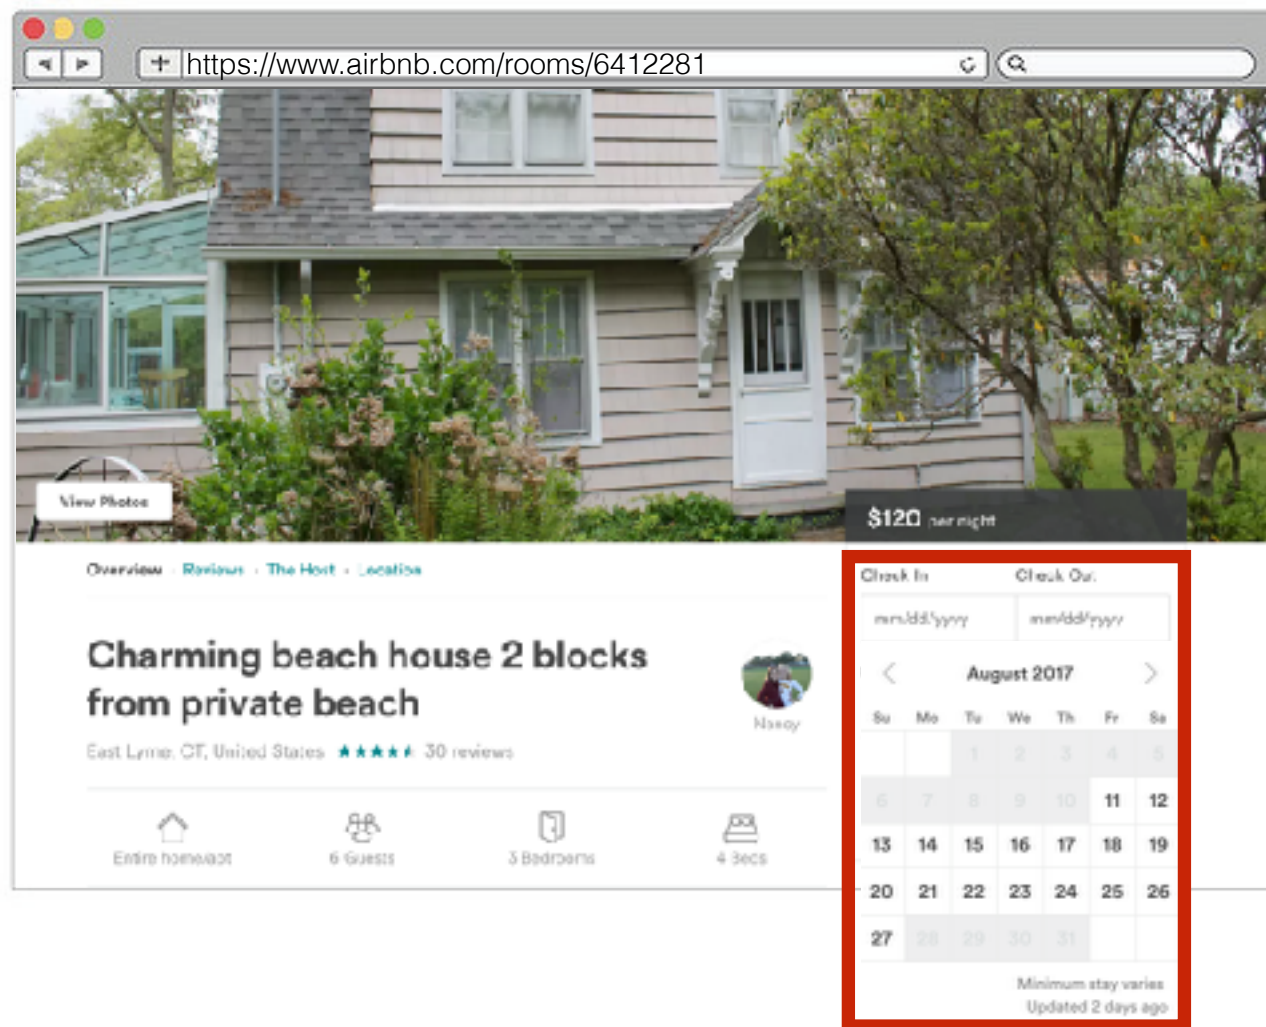 https://www.airbnb.com/rooms/6412281
View Photos
$120 per night
Overview · Reviews · The Host · Location
Charming beach house 2 blocks
from private beach
Nancy
East Lyme, CT, United States 30 reviews
Entire home/apt 6 Guests 3 Bedrooms 4 Beds
Check In Check Out
mm/dd/yyyy mm/dd/yyyy
August 2017
Su Mo Tu We Th Fr Sa
1 2 3 4 5
6 7 8 9 10 11 12
13 14 15 16 17 18 19
20 21 22 23 24 25 26
27 28 29 30 31
Minimum stay varies
Updated 2 days ago